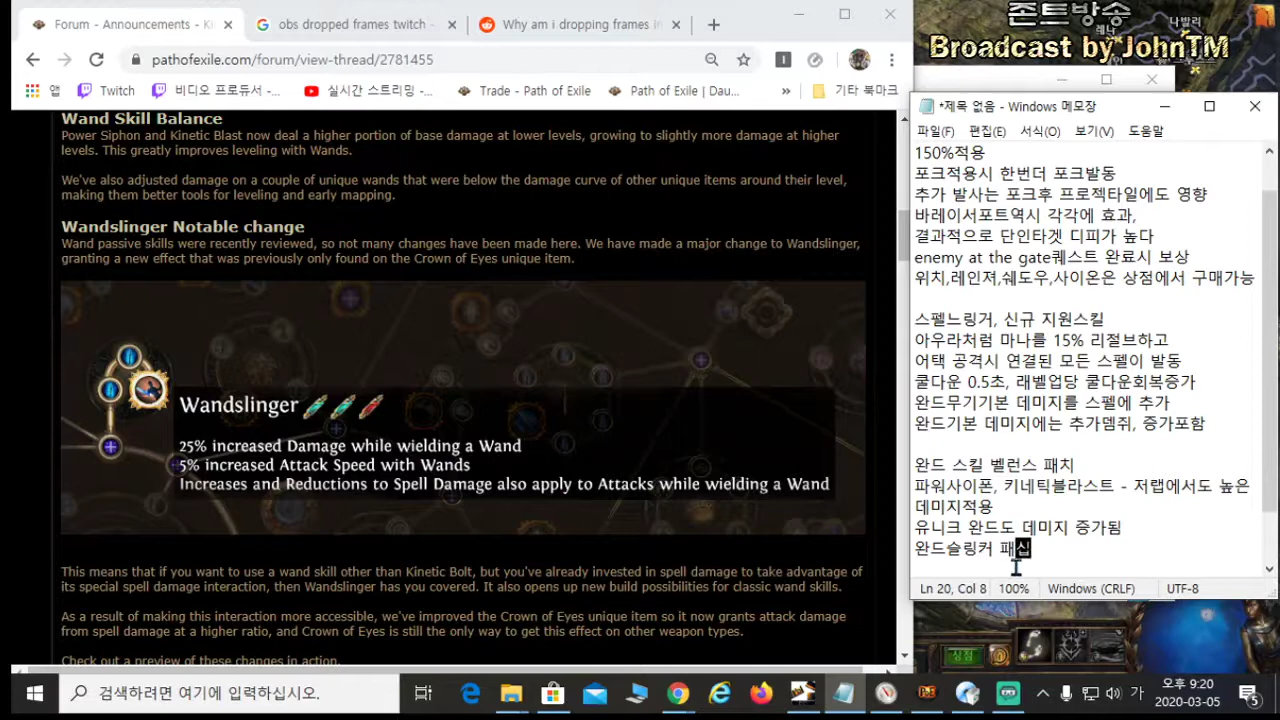 Forum - Announcements - Ki
obs dropped frames twitch -
Why am i dropping frames in
pathofexile.com/forum/view-thread/2781455
앱
Twitch
비디오 프로듀서 -...
실시간 스트리밍 -...
Trade - Path of Exile
Path of Exile | Dau...
기타 북마크
Wand Skill Balance
Power Siphon and Kinetic Blast now deal a higher portion of base damage at lower levels, growing to slightly more damage at higher
levels. This greatly improves leveling with Wands.
We've also adjusted damage on a couple of unique wands that were below the damage curve of other unique items around their level,
making them better tools for leveling and early mapping.
Wandslinger Notable change
Wand passive skills were recently reviewed, so not many changes have been made here. We have made a major change to Wandslinger,
granting a new effect that was previously only found on the Crown of Eyes unique item.
Wandslinger
25% increased Damage while wielding a Wand
5% increased Attack Speed with Wands
Increases and Reductions to Spell Damage also apply to Attacks while wielding a Wand
This means that if you want to use a wand skill other than Kinetic Bolt, but you've already invested in spell damage to take advantage of
its special spell damage interaction, then Wandslinger has you covered. It also opens up new build possibilities for classic wand skills.
As a result of making this interaction more accessible, we've improved the Crown of Eyes unique item so it now grants attack damage
from spell damage at a higher ratio, and Crown of Eyes is still the only way to get this effect on other weapon types.
Check out a preview of these changes in action.
존트방송
Broadcast by JohnTM
나발리
*제목 없음 - Windows 메모장
파일(F) 편집(E) 서식(O) 보기(V) 도움말
150%적용
포크적용시 한번더 포크발동
추가 발사는 포크후 프로젝타일에도 영향
바레이서포트역시 각각에 효과,
결과적으로 단인타겟 디피가 높다
enemy at the gate퀘스트 완료시 보상
위치,레인져,쉐도우,사이온은 상점에서 구매가능
스펠느링거, 신규 지원스킬
아우라처럼 마나를 15% 리절브하고
어택 공격시 연결된 모든 스펠이 발동
쿨다운 0.5초, 래벨업당 쿨다운회복증가
완드무기기본 데미지를 스펠에 추가
완드기본 데미지에는 추가뎀쥐, 증가포함
완드 스킬 벨런스 패치
파워사이폰, 키네틱블라스트 - 저랩에서도 높은
데미지적용
유니크 완드도 데미지 증가됨
완드슬링커 패십
Ln 20, Col 8 100% Windows (CRLF) UTF-8
상점
검색하려면 여기에 입력하십시오.
가
오후 9:20
2020-03-05
5